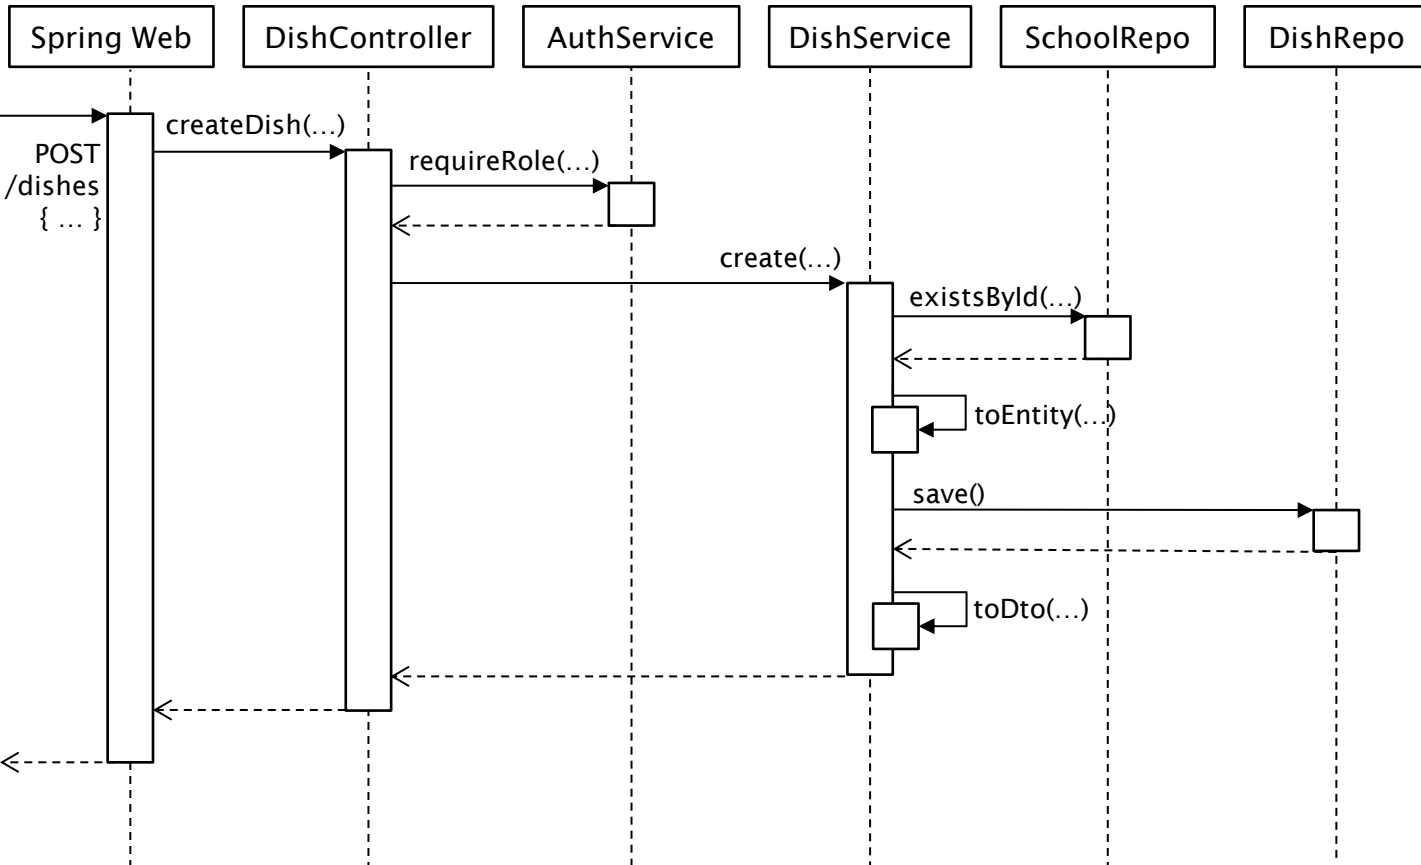 Spring Web
DishController
AuthService
DishService
SchoolRepo
DishRepo
POST
/dishes
{ ... }
createDish(...)
requireRole(...)
create(...)
existsById(...)
toEntity(...)
save()
toDto(...)